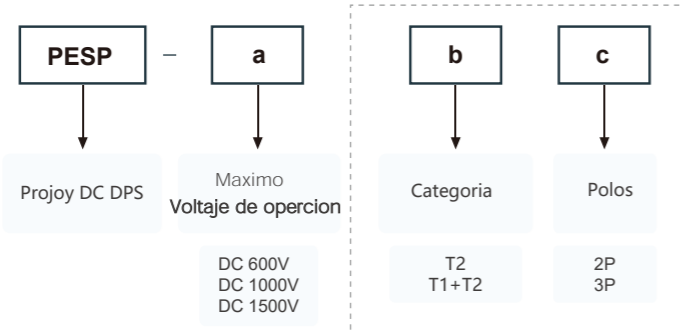 PESP – a b c
Projoy DC DPS
Maximo
Voltaje de opercion
Categoria
Polos
DC 600V
DC 1000V
DC 1500V
T2
T1+T2
2P
3P